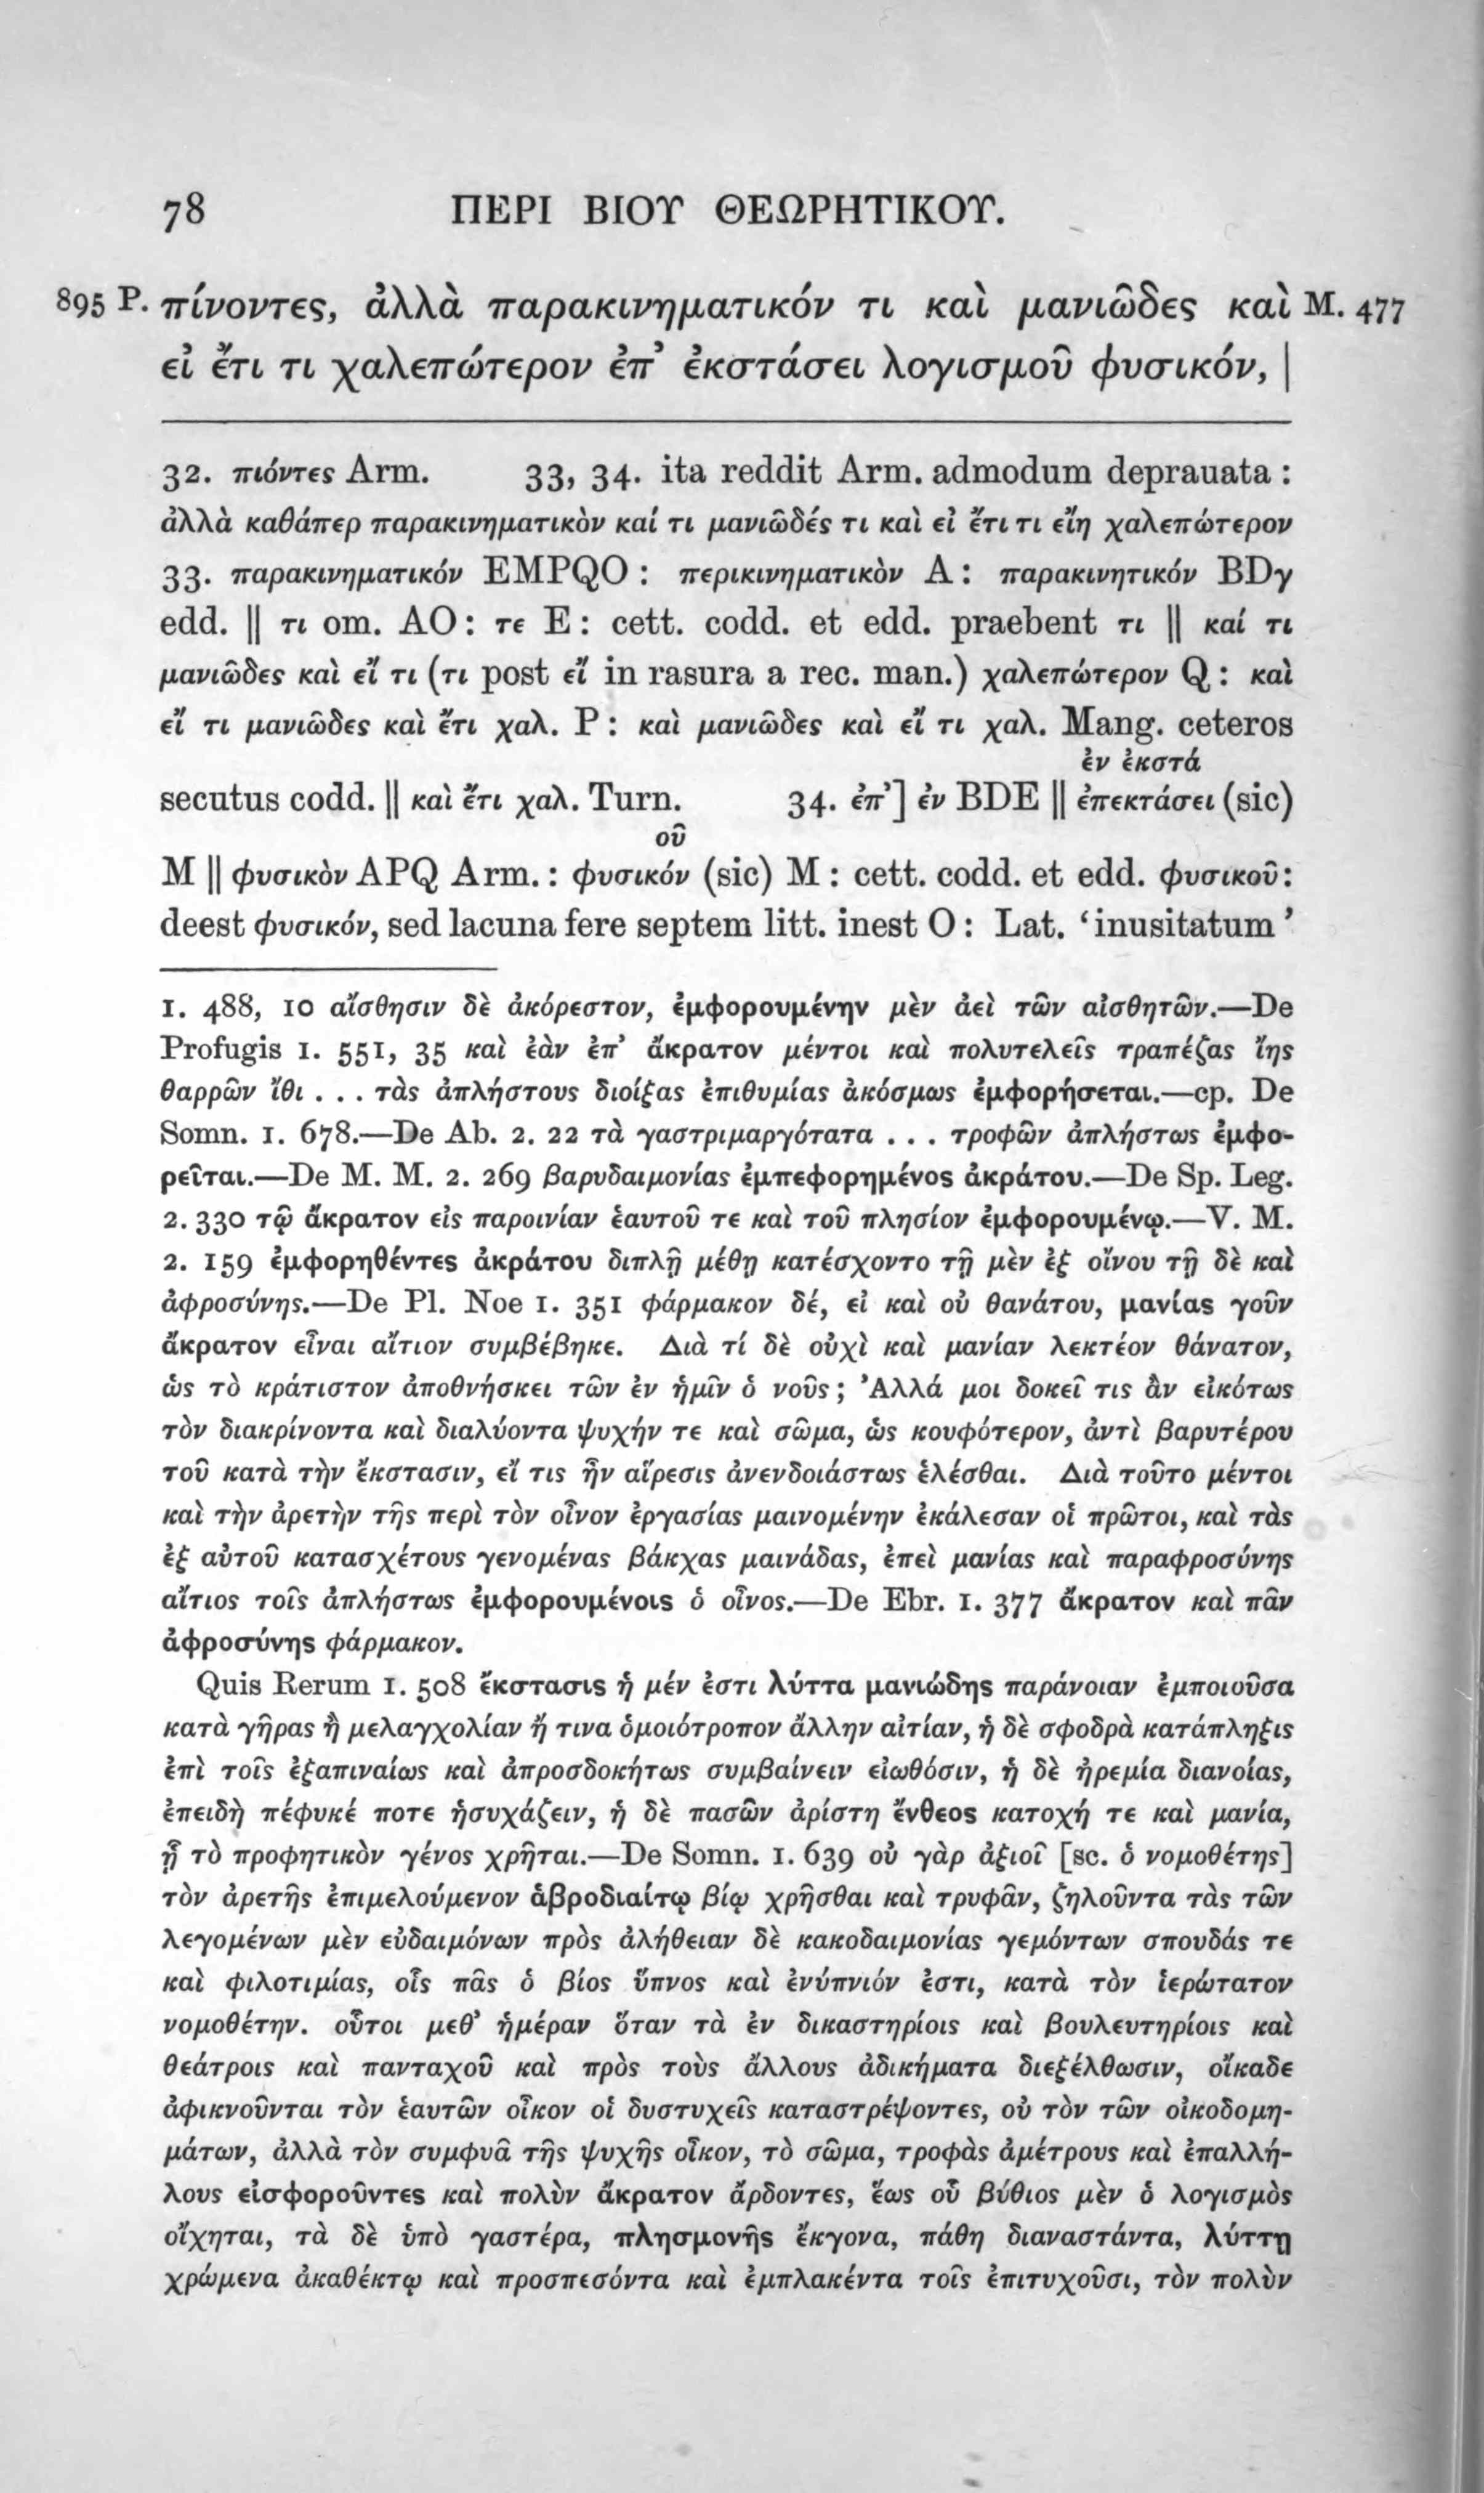 78 ΠΕΡΙ ΒΙΟΥ ΘΕΩΡΗΤΙΚΟΥ.
895 P. πίνοντες, ἀλλὰ παρακινηματικόν τι καὶ μανιῶδες καὶ M. 477
εἰ ἔτι τι χαλεπώτερον ἐπ’ ἐκστάσει λογισμοῦ φυσικόν, |
32. πιόντες Arm. 33, 34. ita reddit Arm. admodum deprauata :
ἀλλὰ καθάπερ παρακινηματικὸν καί τι μανιῶδές τι καὶ εἰ ἔτι τι εἴη χαλεπώτερον
33. παρακινηματικόν EMPQO : περικινηματικὸν A : παρακινητικόν BDγ
edd. || τι om. AO : τε E : cett. codd. et edd. praebent τι || καί τι
μανιῶδες καὶ εἴ τι (τι post εἴ in rasura a rec. man.) χαλεπώτερον Q : καὶ
εἴ τι μανιῶδες καὶ ἔτι χαλ. P : καὶ μανιῶδες καὶ εἴ τι χαλ. Mang. ceteros
ἐν ἐκστά
secutus codd. || καὶ ἔτι χαλ. Turn. 34. ἐπ’] ἐν BDE || ἐπεκτάσει (sic)
οῦ
M || φυσικὸν APQ Arm. : φυσικόν (sic) M : cett. codd. et edd. φυσικοῦ :
deest φυσικόν, sed lacuna fere septem litt. inest O : Lat. ‘inusitatum’
1. 488, 10 αἴσθησιν δὲ ἀκόρεστον, ἐμφορουμένην μὲν ἀεὶ τῶν αἰσθητῶν.—De
Profugis 1. 551, 35 καὶ ἐὰν ἐπ’ ἄκρατον μέντοι καὶ πολυτελεῖς τραπέζας ἴῃς
θαρρῶν ἴθι . . . τὰς ἀπλήστους διοίξας ἐπιθυμίας ἀκόσμως ἐμφορήσεται.—cp. De
Somn. 1. 678.—De Ab. 2. 22 τὰ γαστριμαργότατα . . . τροφῶν ἀπλήστως ἐμφο-
ρεῖται.—De M. M. 2. 269 βαρυδαιμονίας ἐμπεφορημένος ἀκράτου.—De Sp. Leg.
2. 330 τῷ ἄκρατον εἰς παροινίαν ἑαυτοῦ τε καὶ τοῦ πλησίον ἐμφορουμένῳ.—V. M.
2. 159 ἐμφορηθέντες ἀκράτου διπλῇ μέθῃ κατέσχοντο τῇ μὲν ἐξ οἴνου τῇ δὲ καὶ
ἀφροσύνης.—De Pl. Noe 1. 351 φάρμακον δέ, εἰ καὶ οὐ θανάτου, μανίας γοῦν
ἄκρατον εἶναι αἴτιον συμβέβηκε. Διὰ τί δὲ οὐχὶ καὶ μανίαν λεκτέον θάνατον,
ὡς τὸ κράτιστον ἀποθνήσκει τῶν ἐν ἡμῖν ὁ νοῦς ; Ἀλλά μοι δοκεῖ τις ἂν εἰκότως
τὸν διακρίνοντα καὶ διαλύοντα ψυχήν τε καὶ σῶμα, ὡς κουφότερον, ἀντὶ βαρυτέρου
τοῦ κατὰ τὴν ἔκστασιν, εἴ τις ἦν αἵρεσις ἀνενδοιάστως ἑλέσθαι. Διὰ τοῦτο μέντοι
καὶ τὴν ἀρετὴν τῆς περὶ τὸν οἶνον ἐργασίας μαινομένην ἐκάλεσαν οἱ πρῶτοι, καὶ τὰς
ἐξ αὐτοῦ κατασχέτους γενομένας βάκχας μαινάδας, ἐπεὶ μανίας καὶ παραφροσύνης
αἴτιος τοῖς ἀπλήστως ἐμφορουμένοις ὁ οἶνος.—De Ebr. 1. 377 ἄκρατον καὶ πᾶν
ἀφροσύνης φάρμακον.
Quis Rerum 1. 508 ἔκστασις ἡ μέν ἐστι λύττα μανιώδης παράνοιαν ἐμποιοῦσα
κατὰ γῆρας ἢ μελαγχολίαν ἤ τινα ὁμοιότροπον ἄλλην αἰτίαν, ἡ δὲ σφοδρὰ κατάπληξις
ἐπὶ τοῖς ἐξαπιναίως καὶ ἀπροσδοκήτως συμβαίνειν εἰωθόσιν, ἡ δὲ ἠρεμία διανοίας,
ἐπειδὴ πέφυκέ ποτε ἡσυχάζειν, ἡ δὲ πασῶν ἀρίστη ἔνθεος κατοχή τε καὶ μανία,
ᾗ τὸ προφητικὸν γένος χρῆται.—De Somn. 1. 639 οὐ γὰρ ἀξιοῖ [sc. ὁ νομοθέτης]
τὸν ἀρετῆς ἐπιμελούμενον ἁβροδιαίτῳ βίῳ χρῆσθαι καὶ τρυφᾶν, ζηλοῦντα τὰς τῶν
λεγομένων μὲν εὐδαιμόνων πρὸς ἀλήθειαν δὲ κακοδαιμονίας γεμόντων σπουδάς τε
καὶ φιλοτιμίας, οἷς πᾶς ὁ βίος ὕπνος καὶ ἐνύπνιόν ἐστι, κατὰ τὸν ἱερώτατον
νομοθέτην. οὗτοι μεθ’ ἡμέραν ὅταν τὰ ἐν δικαστηρίοις καὶ βουλευτηρίοις καὶ
θεάτροις καὶ πανταχοῦ καὶ πρὸς τοὺς ἄλλους ἀδικήματα διεξέλθωσιν, οἴκαδε
ἀφικνοῦνται τὸν ἑαυτῶν οἶκον οἱ δυστυχεῖς καταστρέψοντες, οὐ τὸν τῶν οἰκοδομη-
μάτων, ἀλλὰ τὸν συμφυᾶ τῆς ψυχῆς οἶκον, τὸ σῶμα, τροφὰς ἀμέτρους καὶ ἐπαλλή-
λους εἰσφοροῦντες καὶ πολὺν ἄκρατον ἄρδοντες, ἕως οὗ βύθιος μὲν ὁ λογισμὸς
οἴχηται, τὰ δὲ ὑπὸ γαστέρα, πλησμονῆς ἔκγονα, πάθη διαναστάντα, λύττῃ
χρώμενα ἀκαθέκτῳ καὶ προσπεσόντα καὶ ἐμπλακέντα τοῖς ἐπιτυχοῦσι, τὸν πολὺν